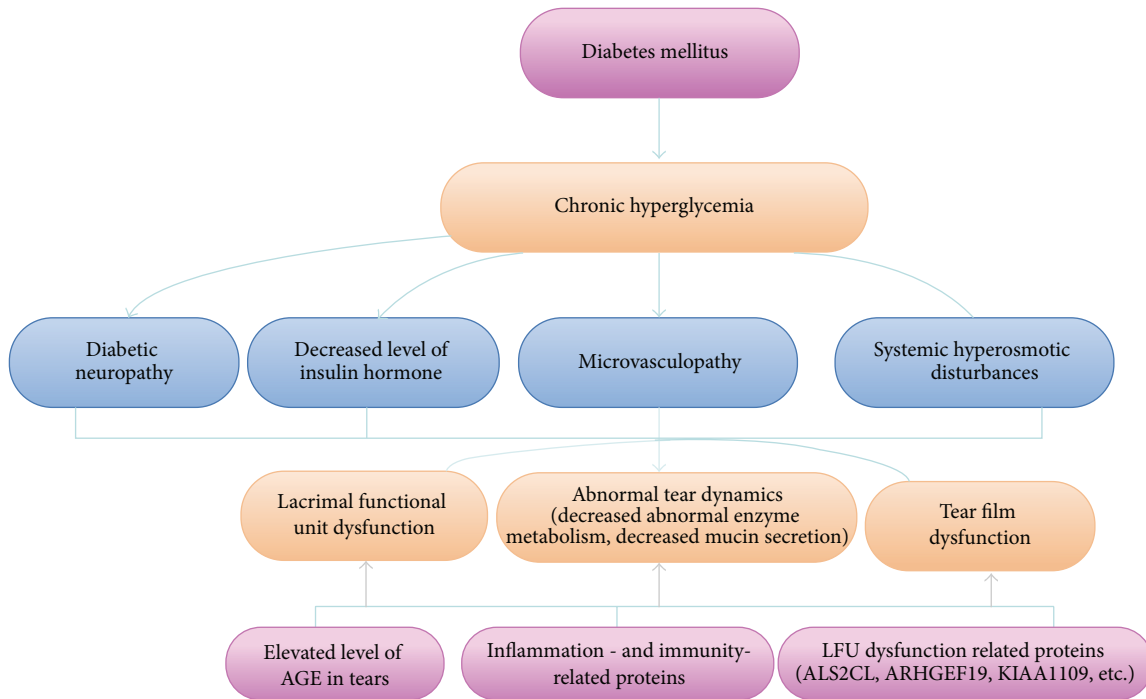 Diabetes mellitus
Chronic hyperglycemia
Diabetic
neuropathy
Decreased level of
insulin hormone
Microvasculopathy
Systemic hyperosmotic
disturbances
Lacrimal functional
unit dysfunction
Abnormal tear dynamics
(decreased abnormal enzyme
metabolism, decreased mucin secretion)
Tear film
dysfunction
Elevated level of
AGE in tears
Inflammation - and immunity-
related proteins
LFU dysfunction related proteins
(ALS2CL, ARHGEF19, KIAA1109, etc.)